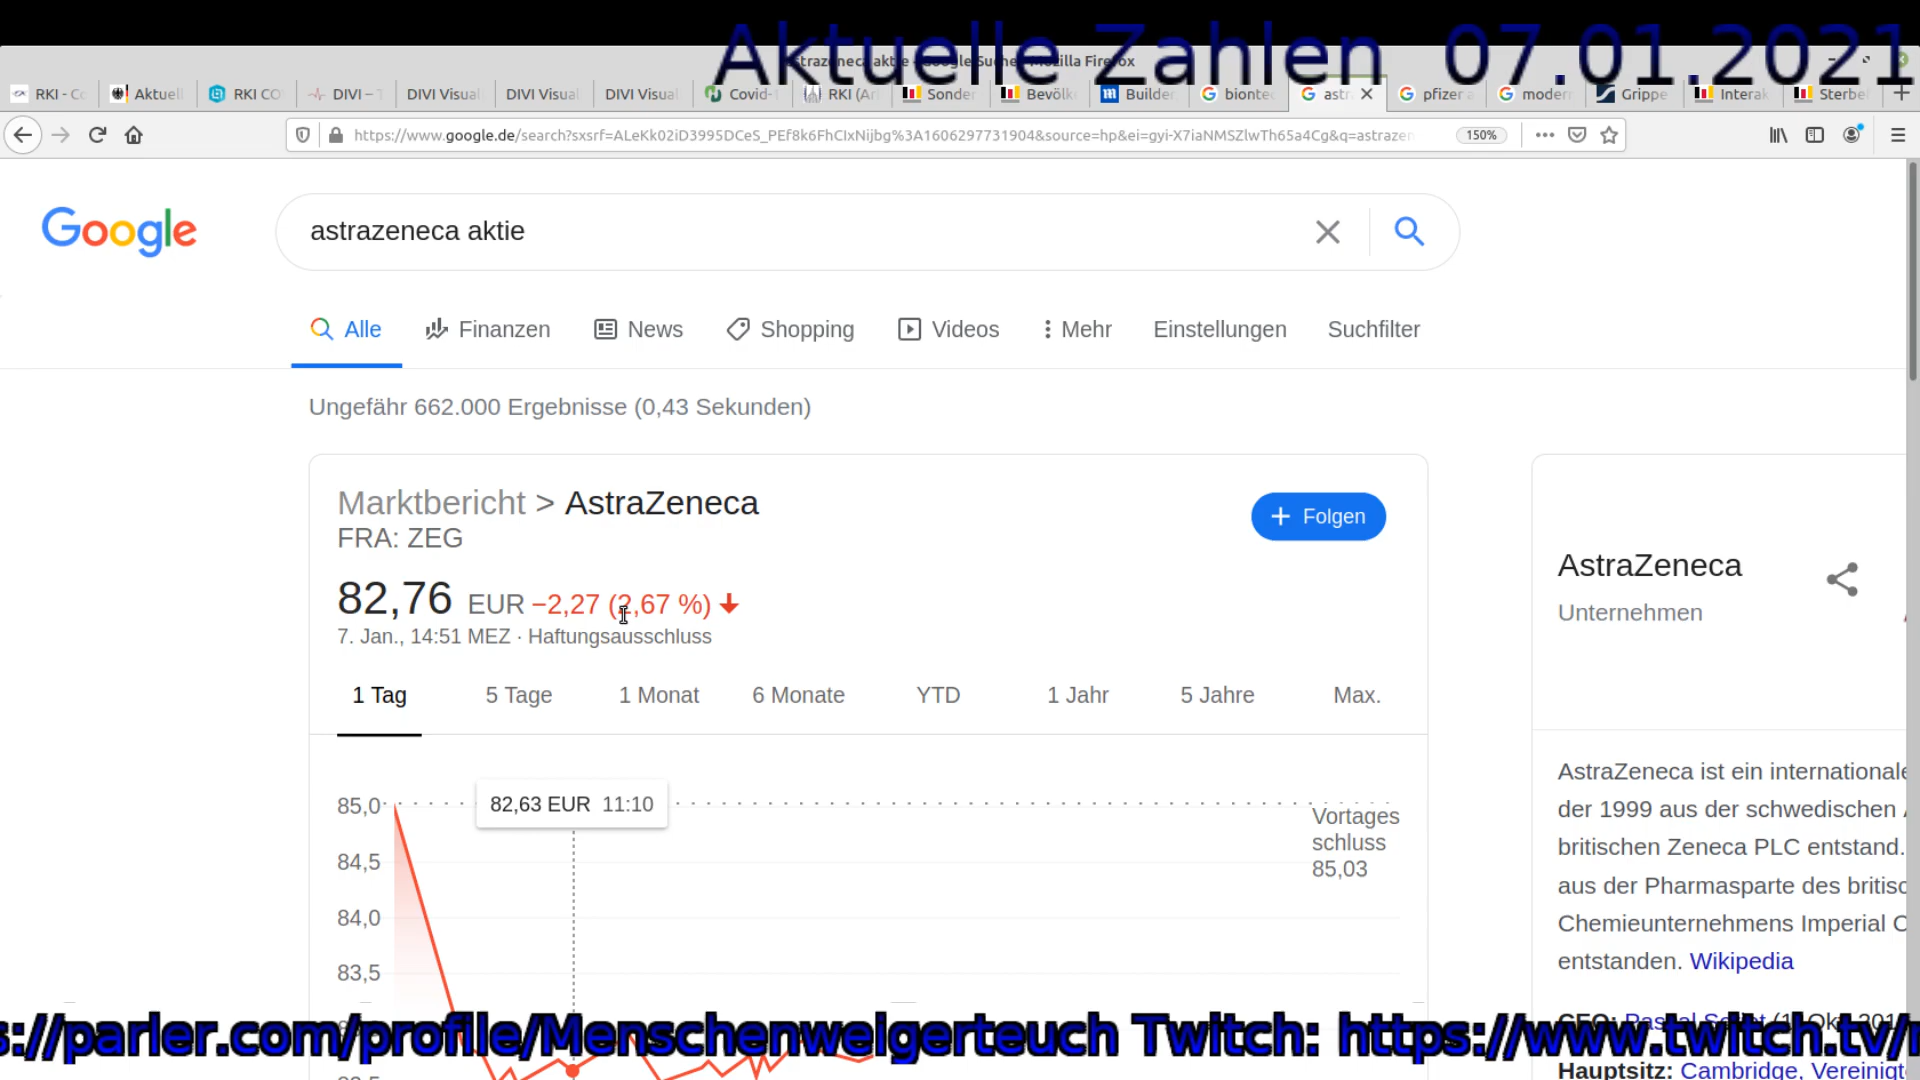 Aktuelle Zahlen 07.01.2021
RKI - Co
Aktuell
RKI CO
DIVI –
DIVI Visual
DIVI Visual
DIVI Visual
Covid-
RKI (Ar
Sonder
Bevölk
Builder
bionte
astr
pfizer a
modern
Grippe
Interak
Sterbe
https://www.google.de/search?sxsrf=ALeKk02iD3995DCeS_PEf8k6FhCIxNijbg%3A1606297731904&source=hp&ei=gyi-X7iaNMSZlwTh65a4Cg&q=astrazen
150%
Google
astrazeneca aktie
Alle
Finanzen
News
Shopping
Videos
Mehr
Einstellungen
Suchfilter
Ungefähr 662.000 Ergebnisse (0,43 Sekunden)
Marktbericht > AstraZeneca
FRA: ZEG
Folgen
82,76 EUR −2,27 (2,67 %)
7. Jan., 14:51 MEZ · Haftungsausschluss
1 Tag
5 Tage
1 Monat
6 Monate
YTD
1 Jahr
5 Jahre
Max.
82,63 EUR 11:10
85,0
84,5
84,0
83,5
Vortages
schluss
85,03
AstraZeneca
Unternehmen
AstraZeneca ist ein internationale
der 1999 aus der schwedischen
britischen Zeneca PLC entstand.
aus der Pharmasparte des britisc
Chemieunternehmens Imperial C
entstanden. Wikipedia
s://parler.com/profile/Menschenweigerteuch Twitch: https://www.twitch.tv/
Hauptsitz: Cambridge, Vereinigt